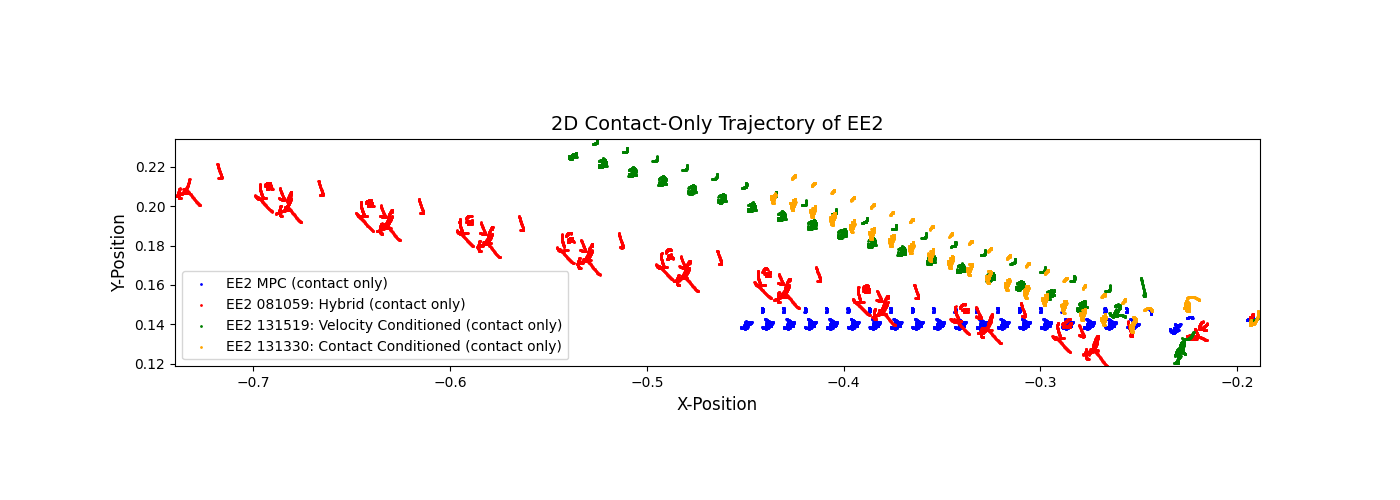 2D Contact-Only Trajectory of EE2
Y-Position
0.22
0.20
0.18
0.16
0.14
0.12
EE2 MPC (contact only)
EE2 081059: Hybrid (contact only)
EE2 131519: Velocity Conditioned (contact only)
EE2 131330: Contact Conditioned (contact only)
−0.7
−0.6
−0.5
−0.4
−0.3
−0.2
X-Position